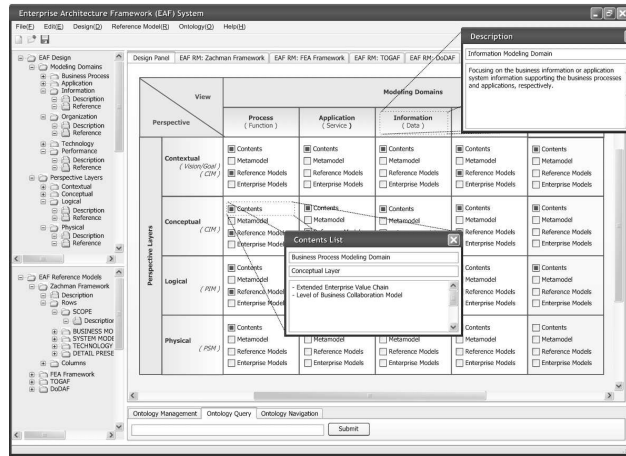 Enterprise Architecture Framework (EAF) System
File(F) Edit(E) Design(D) Reference Model(R) Ontology(O) Help(H)
EAF Design
Modeling Domains
Business Process
Application
Information
Description
Reference
Organization
Description
Reference
Technology
Performance
Description
Reference
Perspective Layers
Contextual
Conceptual
Logical
Description
Reference
Physical
Description
Reference
EAF Reference Models
Zachman Framework
Description
Rows
SCOPE
Description
BUSINESS MO
SYSTEM MODE
TECHNOLOGY
DETAIL PRESE
Columns
FEA Framework
TOGAF
DoDAF
Design Panel EAF RM: Zachman Framework EAF RM: FEA Framework EAF RM: TOGAF EAF RM: DoDAF
View
Perspective
Modeling Domains
Process
( Function )
Application
( Service )
Information
( Data )
Perspective Layers
Contextual
( Vision/Goal )
( CIM )
Contents Contents Contents Contents Contents
Metamodel Metamodel Metamodel Metamodel Metamodel
Reference Models Reference Models Reference Models Reference Models Reference Models
Enterprise Models Enterprise Models Enterprise Models Enterprise Models Enterprise Models
Conceptual
( CIM )
Contents Contents Contents Contents Contents
Metamodel Metamodel Metamodel Metamodel Metamodel
Reference Model Reference Models Reference Models
Enterprise Model Enterprise Models Enterprise Models
Logical
( PIM )
Contents Contents Contents
Metamodel Metamodel Metamodel
Reference Model Reference Models Reference Models
Enterprise Models Enterprise Models Enterprise Models
Physical
( PSM )
Contents Contents Contents
Metamodel Metamodel Metamodel Metamodel Metamodel
Reference Models Reference Models Reference Models Reference Models Reference Models
Enterprise Models Enterprise Models Enterprise Models Enterprise Models Enterprise Models
Description
Information Modeling Domain
Focusing on the business information or application
system information supporting the business processes
and applications, respectively.
Contents List
Business Process Modeling Domain
Conceptual Layer
- Extended Enterprise Value Chain
- Level of Business Collaboration Model
Ontology Management Ontology Query Ontology Navigation
Submit